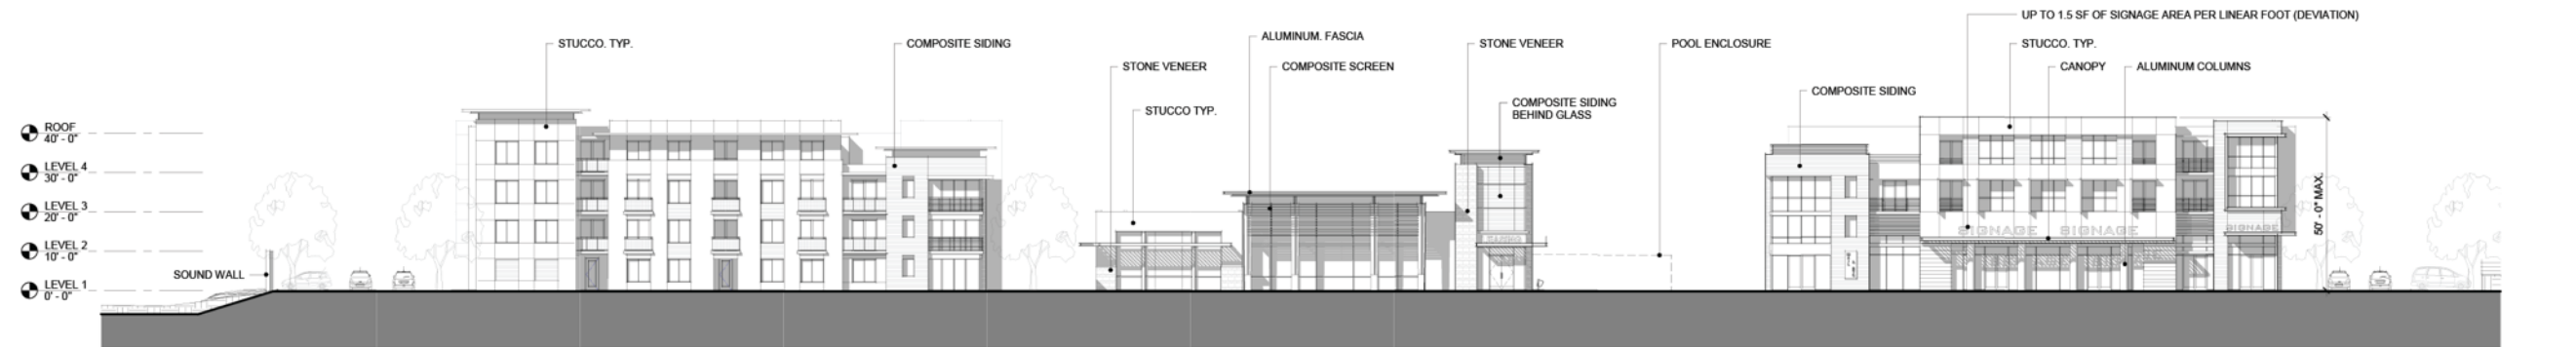 UP TO 1.5 SF OF SIGNAGE AREA PER LINEAR FOOT (DEVIATION)
ALUMINUM. FASCIA
STUCCO. TYP.
COMPOSITE SIDING
STONE VENEER
POOL ENCLOSURE
STUCCO. TYP.
STONE VENEER
COMPOSITE SCREEN
CANOPY
ALUMINUM COLUMNS
COMPOSITE SIDING
COMPOSITE SIDING
BEHIND GLASS
STUCCO TYP.
ROOF
40' - 0"
LEVEL 4
30' - 0"
LEVEL 3
20' - 0"
LEVEL 2
10' - 0"
LEVEL 1
0' - 0"
SOUND WALL
50' - 0" MAX.
SIGNAGE SIGNAGE
SIGNAGE